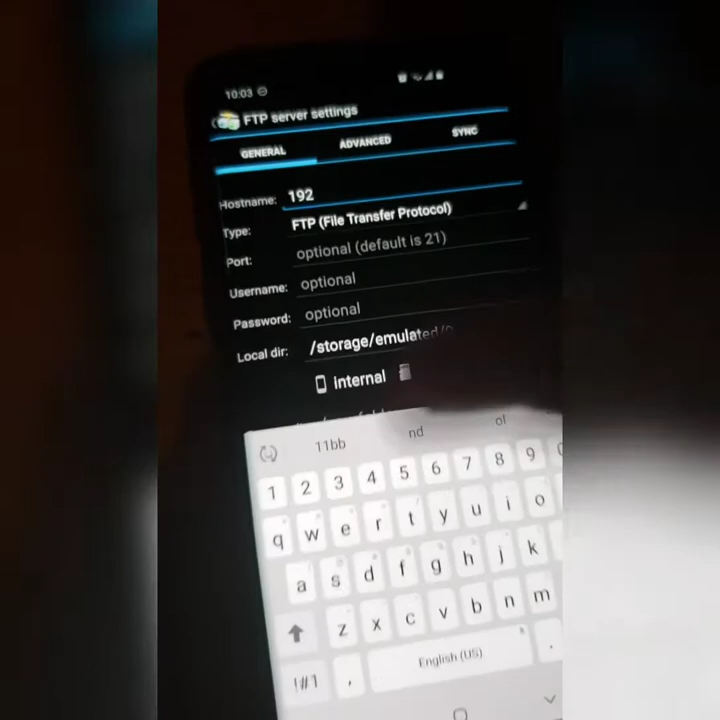 10:03
FTP server settings
GENERAL ADVANCED SYNC
Hostname: 192
Type: FTP (File Transfer Protocol)
Port: optional (default is 21)
Username: optional
Password: optional
Local dir: /storage/emulated/0
internal
11bb nd ol
1 2 3 4 5 6 7 8 9
q w e r t y u i o
a s d f g h j k
z x c v b n m
!#1 , English (US) .